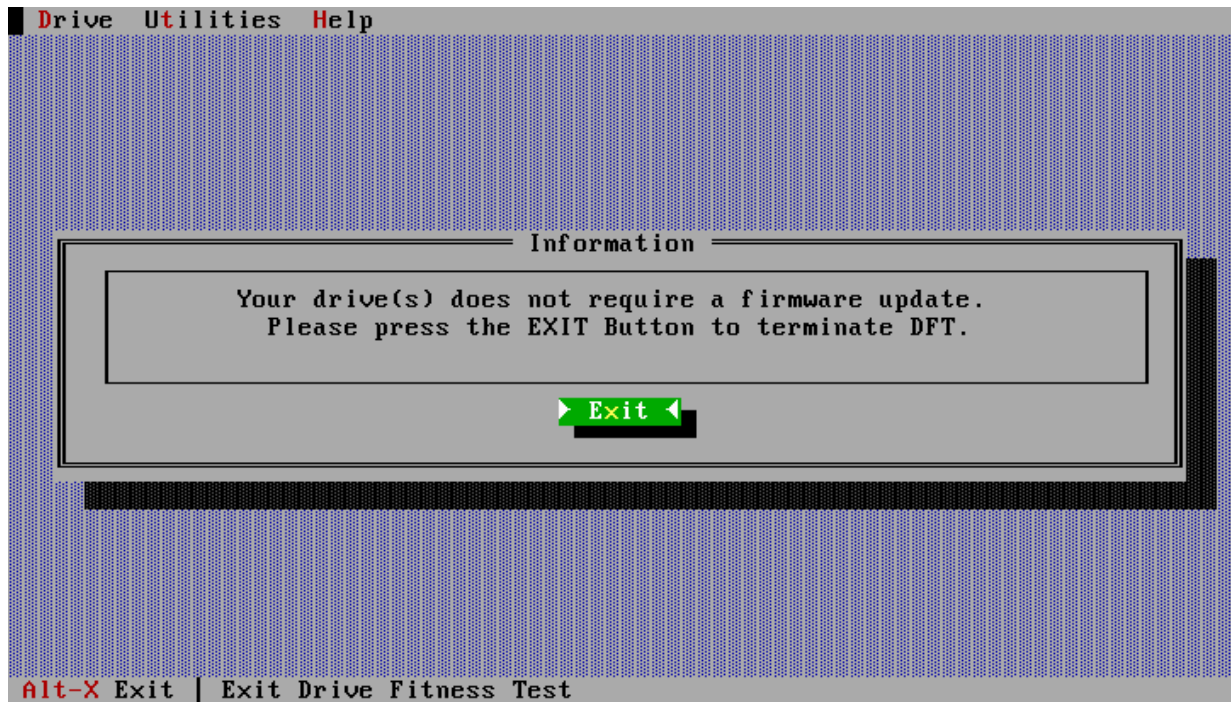 Drive Utilities Help
Information
Your drive(s) does not require a firmware update.
Please press the EXIT Button to terminate DFT.
Exit
Alt-X Exit | Exit Drive Fitness Test